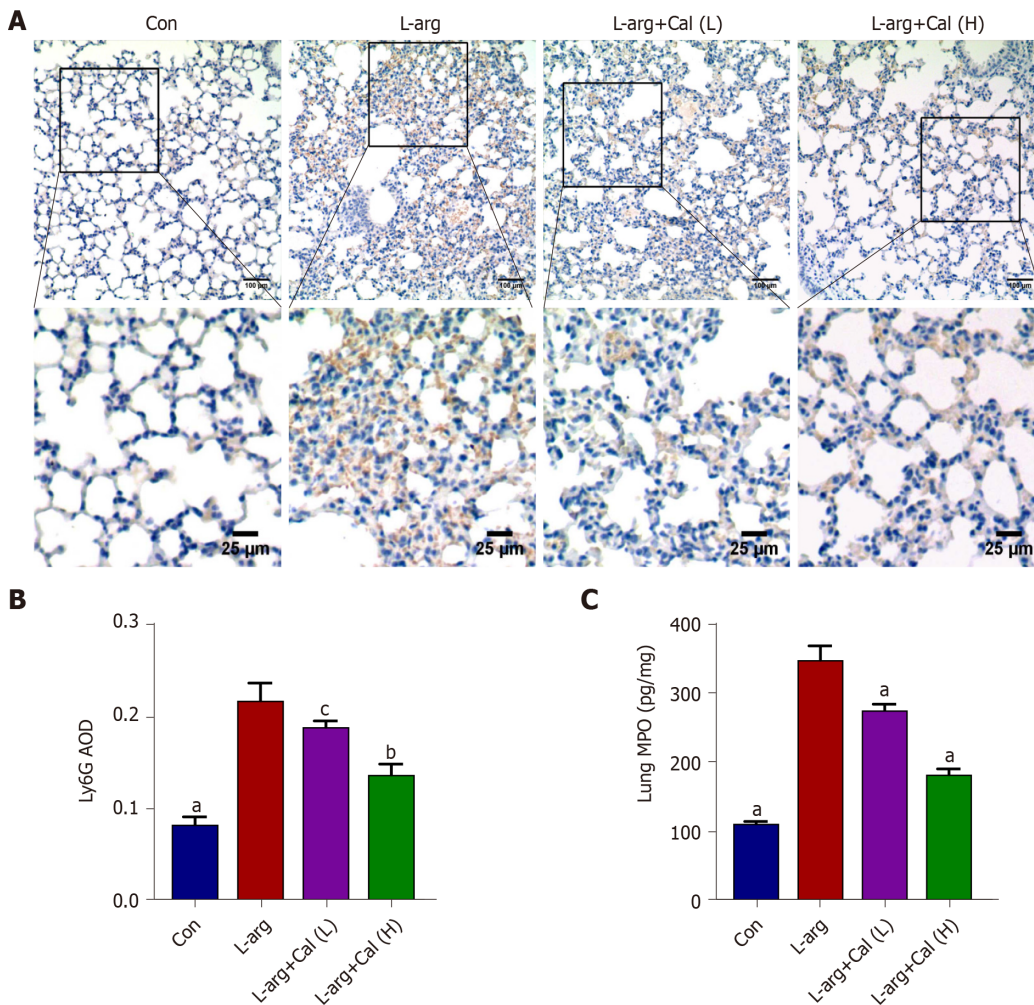 A
Con
L-arg
L-arg+Cal (L)
L-arg+Cal (H)
100 μm
100 μm
100 μm
100 μm
25 μm
25 μm
25 μm
25 μm
B
0.3
0.2
0.1
0.0
Ly6G AOD
a
c
b
Con
L-arg
L-arg+Cal (L)
L-arg+Cal (H)
C
400
300
200
100
0
Lung MPO (pg/mg)
a
a
a
Con
L-arg
L-arg+Cal (L)
L-arg+Cal (H)